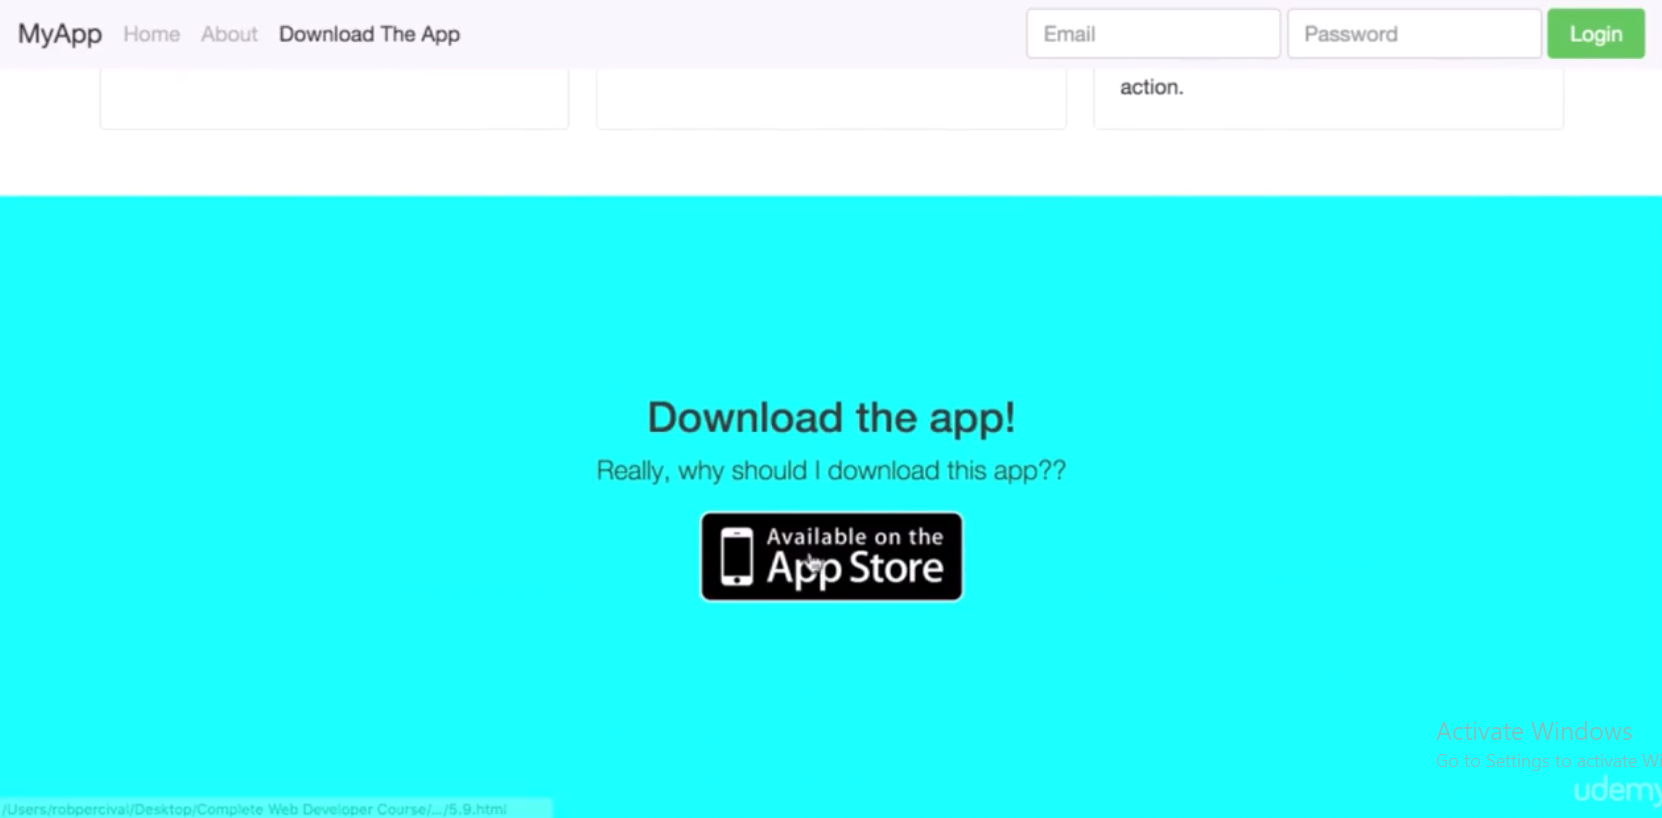 MyApp Home About Download The App Email Password Login
action.
Download the app!
Really, why should I download this app??
Available on the
App Store
Activate Windows
Go to Settings to activate Wi
udemy
/Users/robpercival/Desktop/Complete Web Developer Course/.../5.9.html